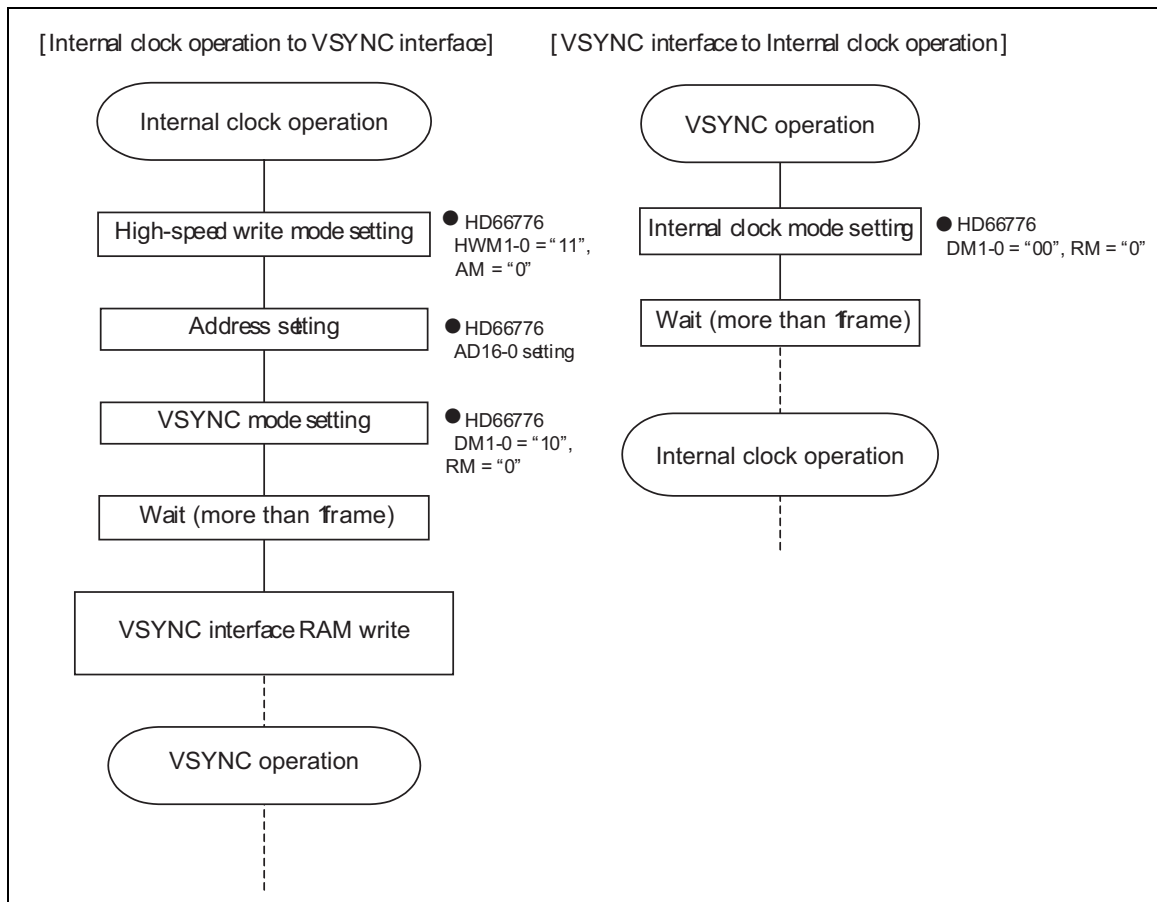 [Internal clock operation to VSYNC interface]
Internal clock operation
High-speed write mode setting
● HD66776
HWM1-0 = “11”,
AM = “0”
Address setting
● HD66776
AD16-0 setting
VSYNC mode setting
● HD66776
DM1-0 = “10”,
RM = “0”
Wait (more than 1frame)
VSYNC interface RAM write
VSYNC operation
[VSYNC interface to Internal clock operation]
VSYNC operation
Internal clock mode setting
● HD66776
DM1-0 = “00”, RM = “0”
Wait (more than 1frame)
Internal clock operation